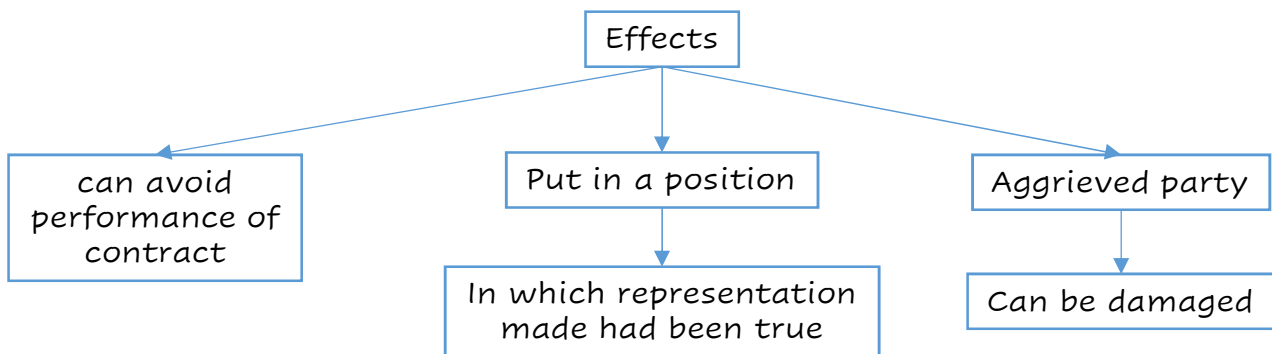 Effects
can avoid
performance of
contract
Put in a position
In which representation
made had been true
Aggrieved party
Can be damaged